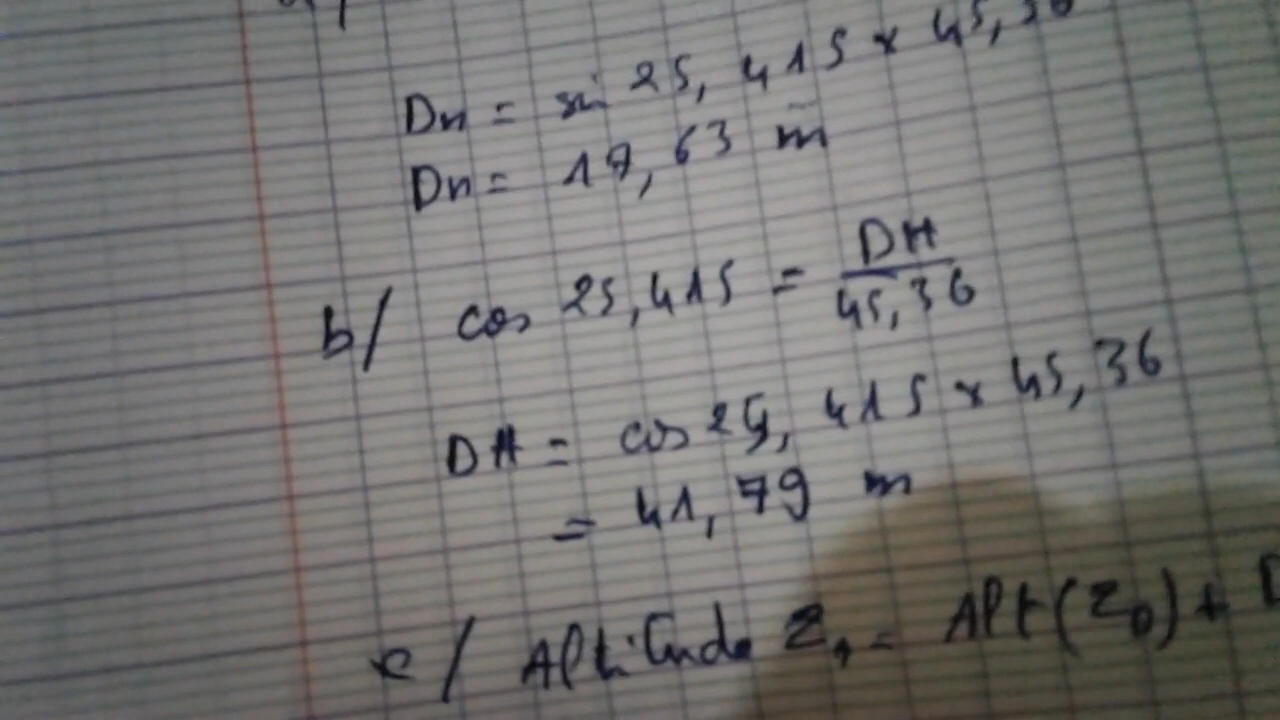 Dn = sin 25,415 x 45,36
Dn = 17,63 m
b/ cos 25,415 = DH / 45,36
DH = cos 25,415 x 45,36
= 41,79 m
c/ Altitude Z1 = Alt(Z0) +